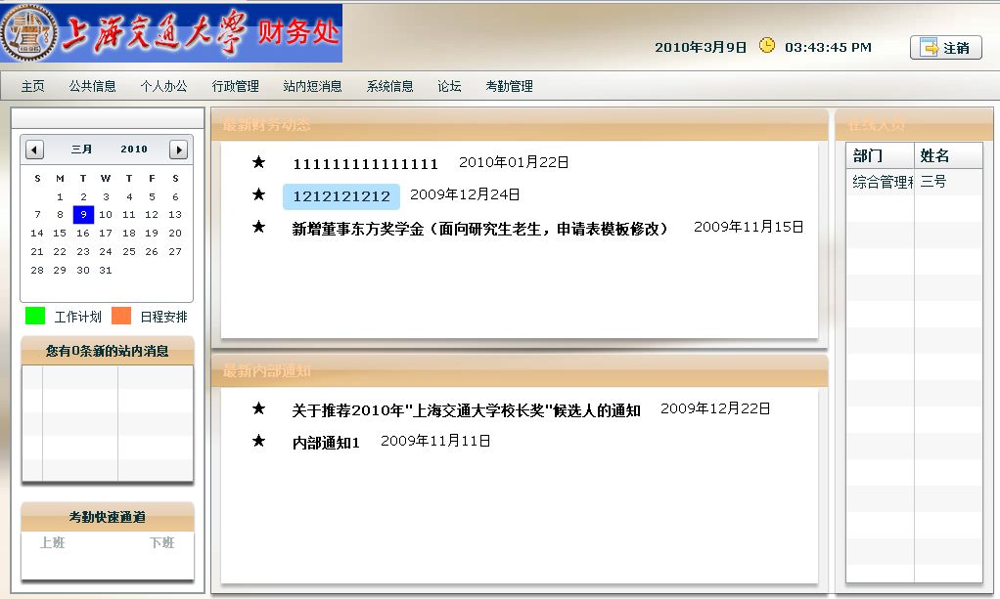 上海交通大学 财务处
2010年3月9日 03:43:45 PM 注销
主页 公共信息 个人办公 行政管理 站内短消息 系统信息 论坛 考勤管理
三月 2010
S M T W T F S
1 2 3 4 5 6
7 8 9 10 11 12 13
14 15 16 17 18 19 20
21 22 23 24 25 26 27
28 29 30 31
工作计划 日程安排
您有0条新的站内消息
考勤快速通道
上班 下班
最新财务动态
★ 111111111111111 2010年01月22日
★ 1212121212 2009年12月24日
★ 新增董事东方奖学金（面向研究生老生，申请表模板修改） 2009年11月15日
最新内部通知
★ 关于推荐2010年"上海交通大学校长奖"候选人的通知 2009年12月22日
★ 内部通知1 2009年11月11日
在线人员
部门 姓名
综合管理科 三号